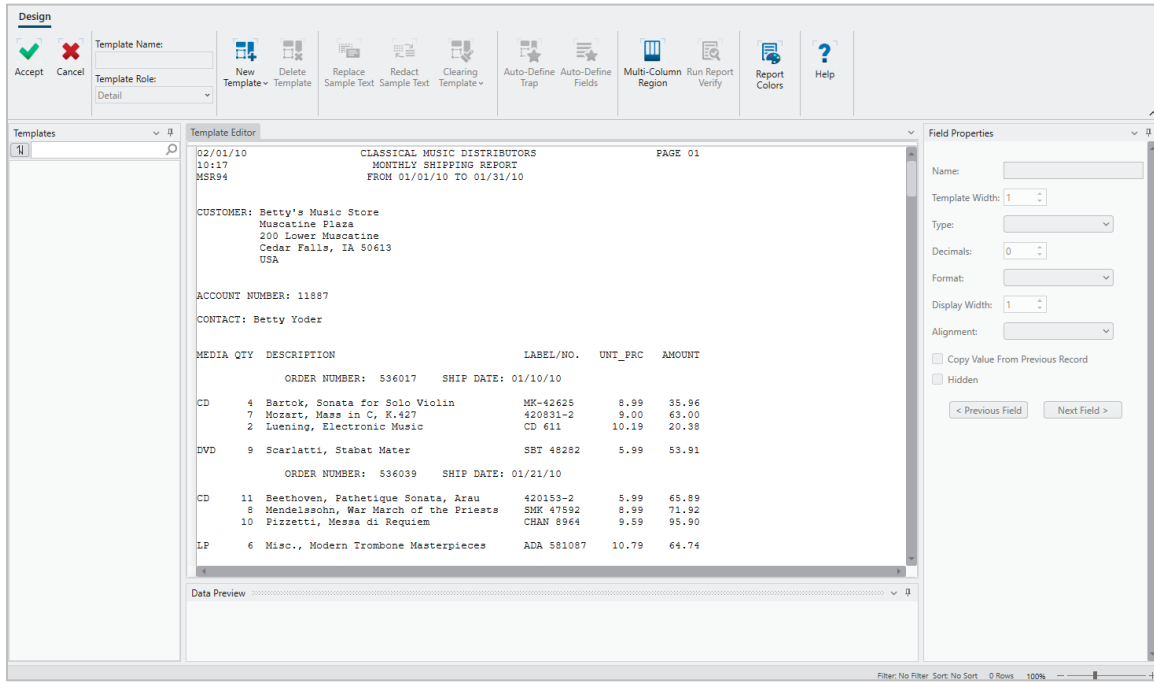 Design
Accept
Cancel
Template Name:
Template Role:
Detail
New Template
Delete Template
Replace Sample Text
Redact Sample Text
Clearing Template
Auto-Define Trap
Auto-Define Fields
Multi-Column Region
Run Report Verify
Report Colors
Help
Templates
Template Editor
02/01/10 CLASSICAL MUSIC DISTRIBUTORS PAGE 01
10:17 MONTHLY SHIPPING REPORT
MSR94 FROM 01/01/10 TO 01/31/10
CUSTOMER: Betty's Music Store
Muscatine Plaza
200 Lower Muscatine
Cedar Falls, IA 50613
USA
ACCOUNT NUMBER: 11887
CONTACT: Betty Yoder
MEDIA QTY DESCRIPTION LABEL/NO. UNT_PRC AMOUNT
ORDER NUMBER: 536017 SHIP DATE: 01/10/10
CD 4 Bartok, Sonata for Solo Violin MK-42625 8.99 35.96
7 Mozart, Mass in C, K.427 420831-2 9.00 63.00
2 Luening, Electronic Music CD 611 10.19 20.38
DVD 9 Scarlatti, Stabat Mater SBT 48282 5.99 53.91
ORDER NUMBER: 536039 SHIP DATE: 01/21/10
CD 11 Beethoven, Pathetique Sonata, Arau 420153-2 5.99 65.89
8 Mendelssohn, War March of the Priests SMK 47592 8.99 71.92
10 Pizzetti, Messa di Requiem CHAN 8964 9.59 95.90
LP 6 Misc., Modern Trombone Masterpieces ADA 581087 10.79 64.74
Data Preview
Field Properties
Name:
Template Width: 1
Type:
Decimals: 0
Format:
Display Width: 1
Alignment:
Copy Value From Previous Record
Hidden
< Previous Field
Next Field >
Filter: No Filter Sort: No Sort 0 Rows 100%